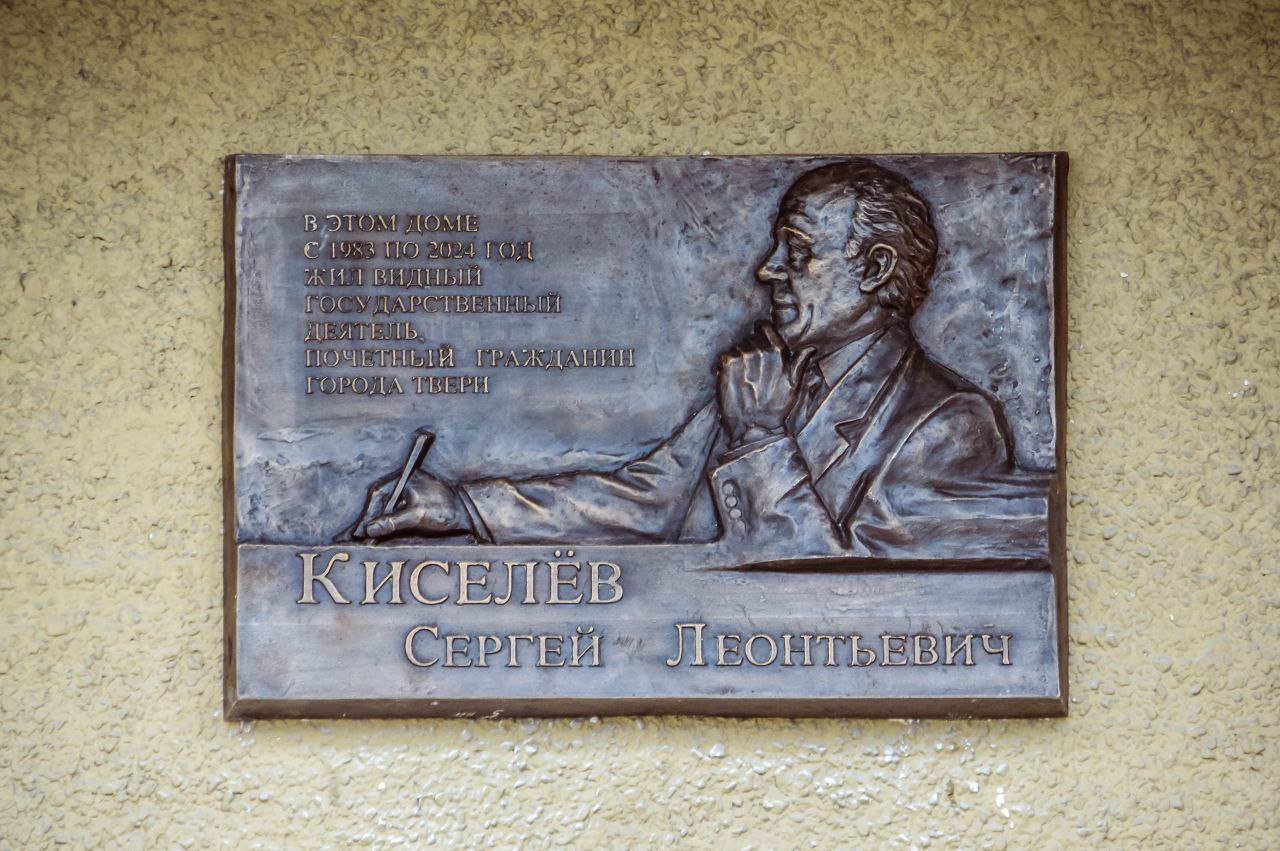 В ЭТОМ ДОМЕ
С 1983 ПО 2024 ГОД
ЖИЛ ВИДНЫЙ
ГОСУДАРСТВЕННЫЙ
ДЕЯТЕЛЬ,
ПОЧЕТНЫЙ ГРАЖДАНИН
ГОРОДА ТВЕРИ
КИСЕЛЁВ
СЕРГЕЙ ЛЕОНТЬЕВИЧ